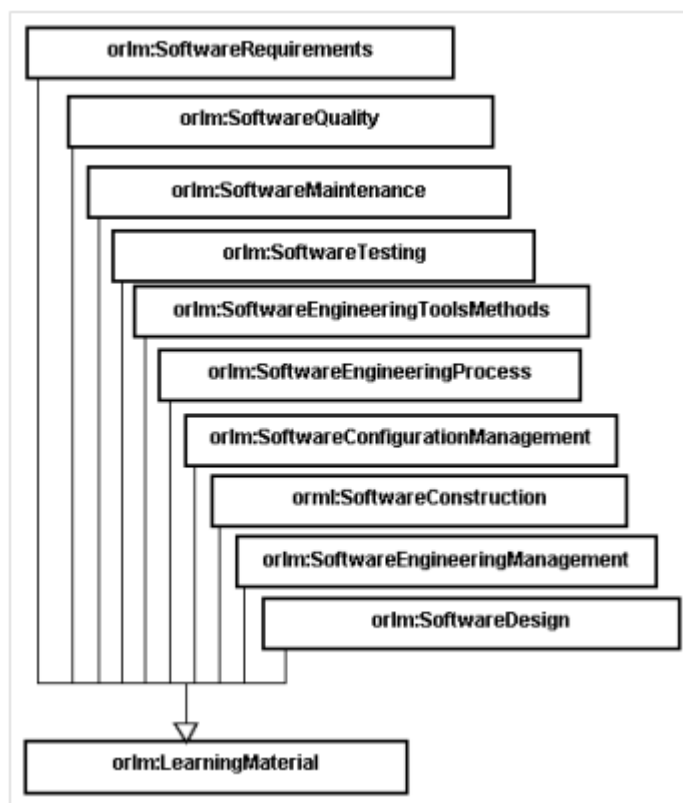 orlm:SoftwareRequirements
orlm:SoftwareQuality
orlm:SoftwareMaintenance
orlm:SoftwareTesting
orlm:SoftwareEngineeringToolsMethods
orlm:SoftwareEngineeringProcess
orlm:SoftwareConfigurationManagement
orml:SoftwareConstruction
orlm:SoftwareEngineeringManagement
orlm:SoftwareDesign
orlm:LearningMaterial